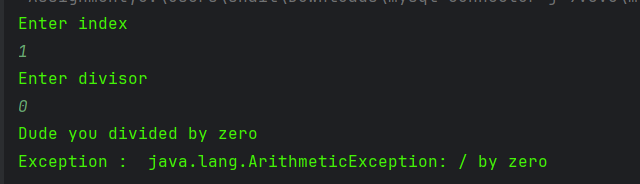 Enter index
1
Enter divisor
0
Dude you divided by zero
Exception :  java.lang.ArithmeticException: / by zero